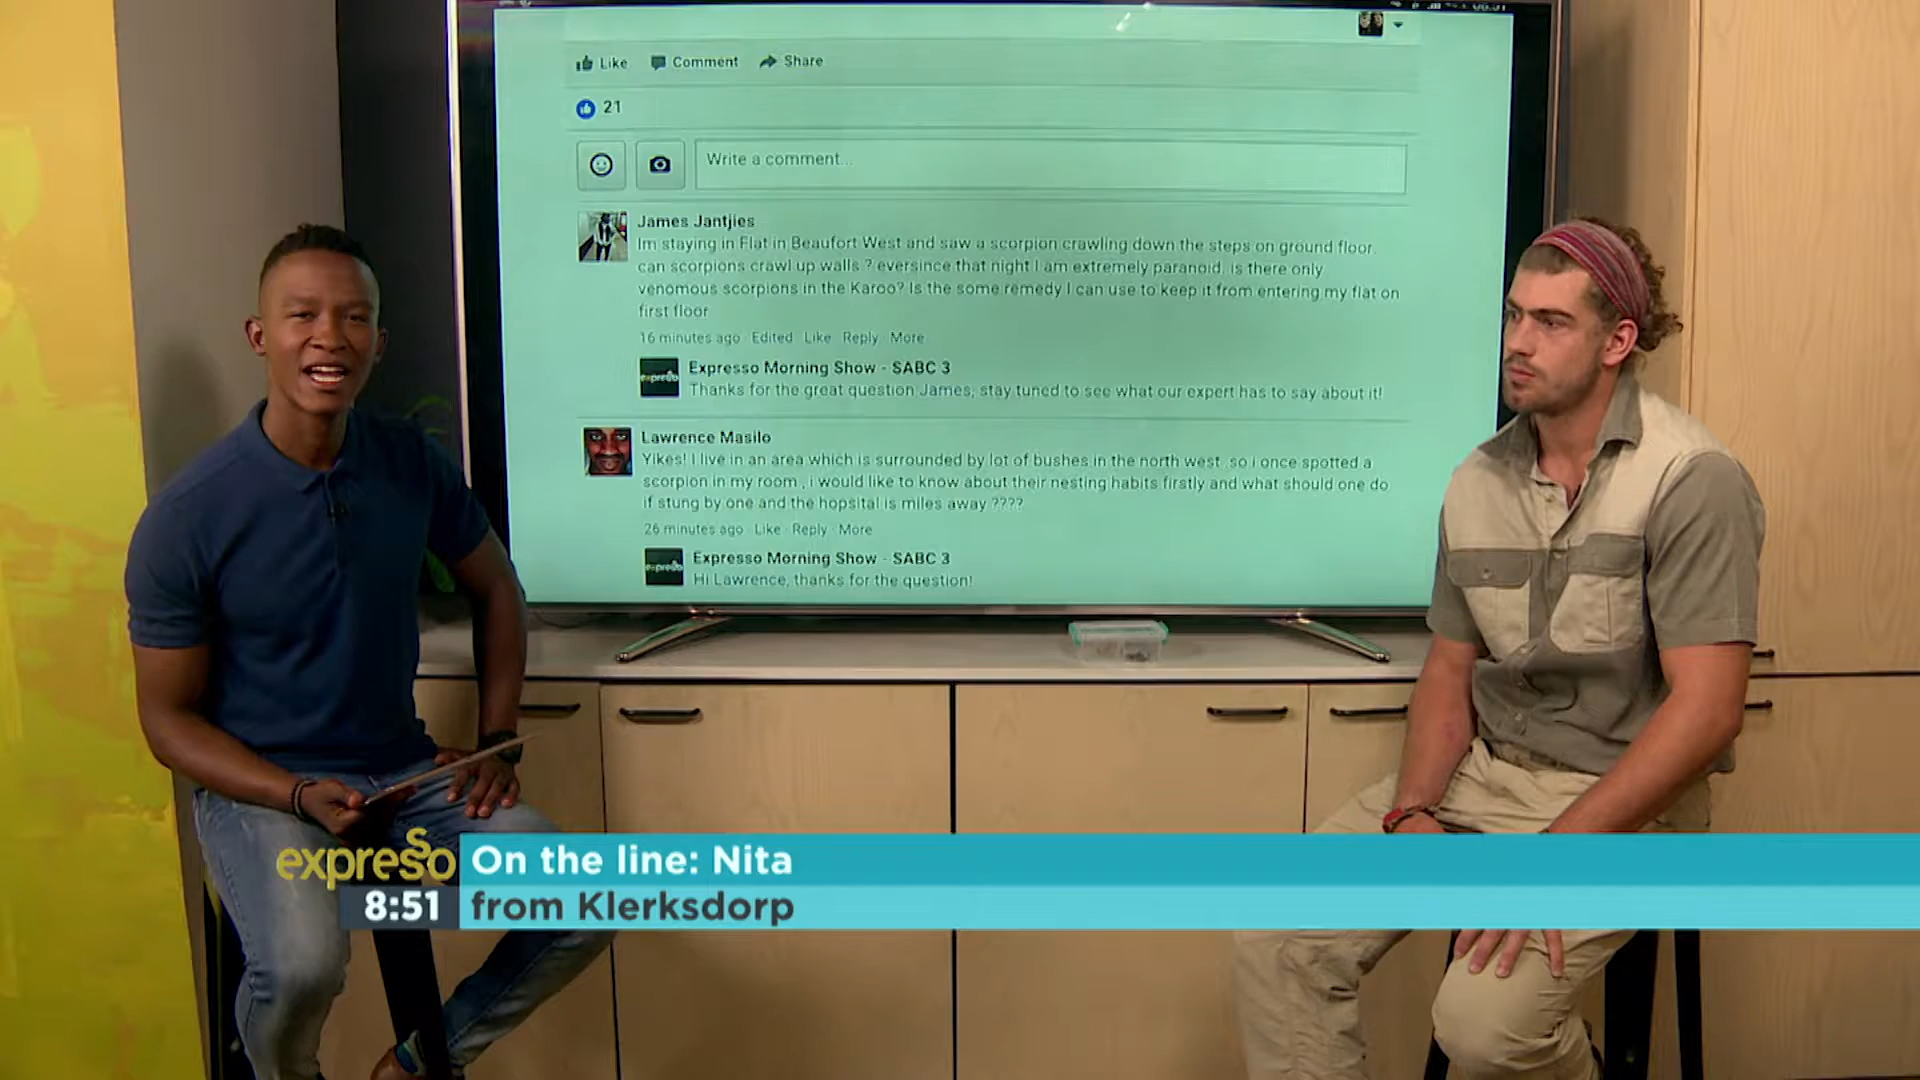 08:51
Like Comment Share
21
Write a comment...
James Jantjies
Im staying in Flat in Beaufort West and saw a scorpion crawling down the steps on ground floor.
can scorpions crawl up walls ? eversince that night I am extremely paranoid. is there only
venomous scorpions in the Karoo? Is the some remedy I can use to keep it from entering my flat on
first floor
16 minutes ago · Edited · Like · Reply · More
expresso
Expresso Morning Show - SABC 3
Thanks for the great question James, stay tuned to see what our expert has to say about it!
Lawrence Masilo
Yikes! I live in an area which is surrounded by lot of bushes in the north west .so i once spotted a
scorpion in my room , i would like to know about their nesting habits firstly and what should one do
if stung by one and the hopsital is miles away ????
26 minutes ago · Like · Reply · More
expresso
Expresso Morning Show - SABC 3
Hi Lawrence, thanks for the question!
expresso
On the line: Nita
8:51
from Klerksdorp